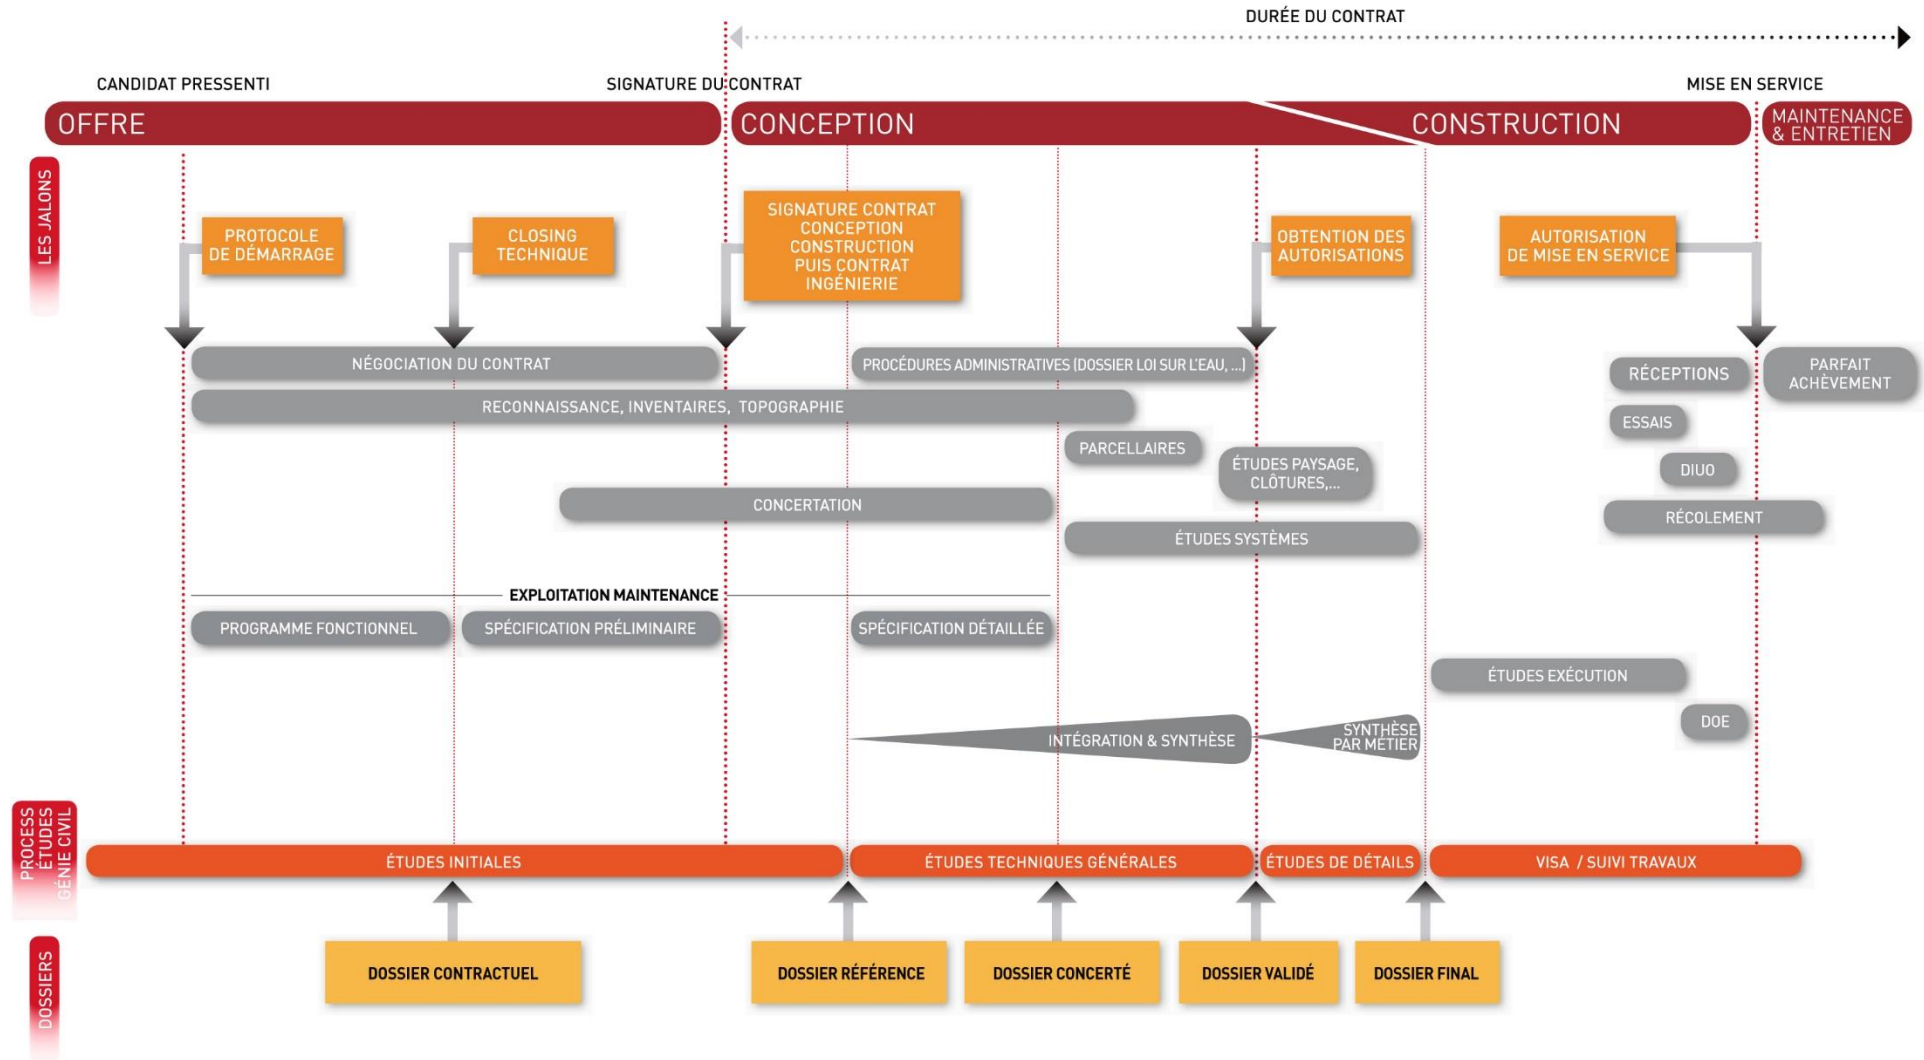 DURÉE DU CONTRAT
CANDIDAT PRESSENTI
SIGNATURE DU CONTRAT
MISE EN SERVICE
OFFRE
CONCEPTION
CONSTRUCTION
MAINTENANCE
& ENTRETIEN
LES JALONS
PROTOCOLE
DE DÉMARRAGE
CLOSING
TECHNIQUE
SIGNATURE CONTRAT
CONCEPTION
CONSTRUCTION
PUIS CONTRAT
INGÉNIERIE
OBTENTION DES
AUTORISATIONS
AUTORISATION
DE MISE EN SERVICE
NÉGOCIATION DU CONTRAT
PROCÉDURES ADMINISTRATIVES (DOSSIER LOI SUR L'EAU, ...)
RÉCEPTIONS
PARFAIT
ACHÈVEMENT
RECONNAISSANCE, INVENTAIRES, TOPOGRAPHIE
ESSAIS
PARCELLAIRES
ÉTUDES PAYSAGE,
CLÔTURES,...
DIUO
CONCERTATION
RÉCOLEMENT
ÉTUDES SYSTÈMES
EXPLOITATION MAINTENANCE
PROGRAMME FONCTIONNEL
SPÉCIFICATION PRÉLIMINAIRE
SPÉCIFICATION DÉTAILLÉE
ÉTUDES EXÉCUTION
DOE
INTÉGRATION & SYNTHÈSE
SYNTHÈSE
PAR MÉTIER
PROCESS
ÉTUDES
GÉNIE CIVIL
ÉTUDES INITIALES
ÉTUDES TECHNIQUES GÉNÉRALES
ÉTUDES DE DÉTAILS
VISA / SUIVI TRAVAUX
DOSSIERS
DOSSIER CONTRACTUEL
DOSSIER RÉFÉRENCE
DOSSIER CONCERTÉ
DOSSIER VALIDÉ
DOSSIER FINAL